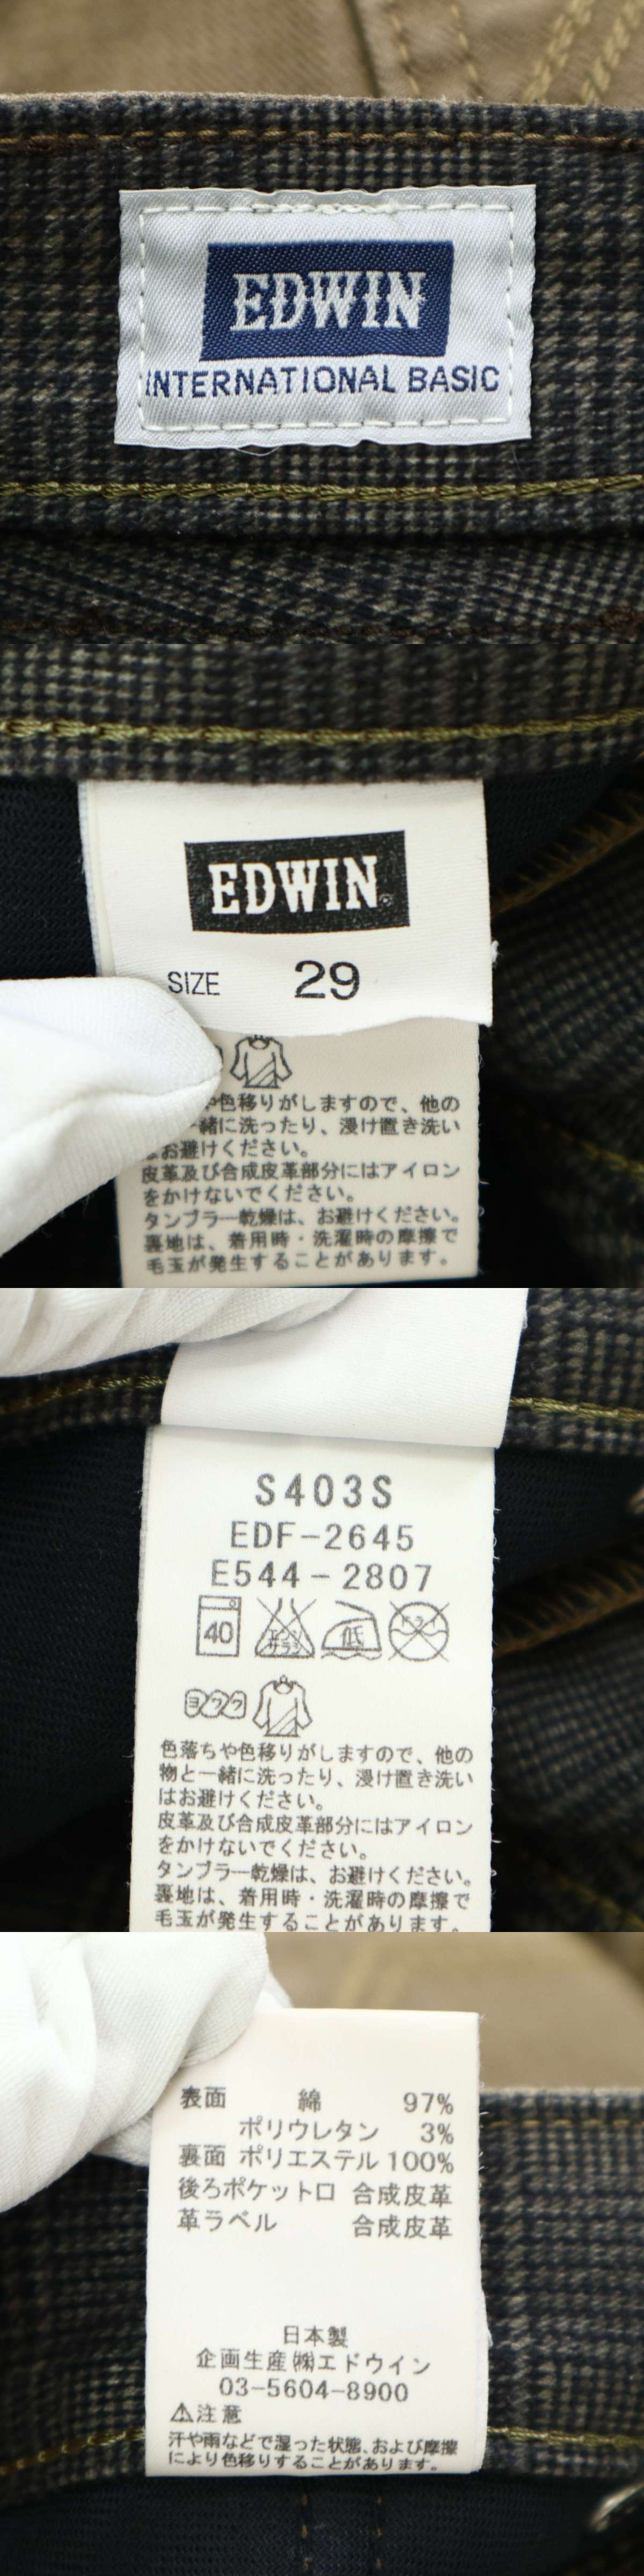 EDWIN
INTERNATIONAL BASIC
EDWIN
SIZE 29
や色移りがしますので、他の
一緒に洗ったり、浸け置き洗い
お避けください。
皮革及び合成皮革部分にはアイロン
をかけないでください。
タンブラー乾燥は、お避けください。
裏地は、着用時・洗濯時の摩擦で
毛玉が発生することがあります。
S403S
EDF-2645
E544-2807
40 エンソサラシ 低 ドライ
ヨワク
色落ちや色移りがしますので、他の
物と一緒に洗ったり、浸け置き洗い
はお避けください。
皮革及び合成皮革部分にはアイロン
をかけないでください。
タンブラー乾燥は、お避けください。
裏地は、着用時・洗濯時の摩擦で
毛玉が発生することがあります。
表面 綿 97%
ポリウレタン 3%
裏面 ポリエステル 100%
後ろポケット口 合成皮革
革ラベル 合成皮革
日本製
企画生産㈱エドウイン
03-5604-8900
⚠注意
汗や雨などで湿った状態、および摩擦
により色移りすることがあります。